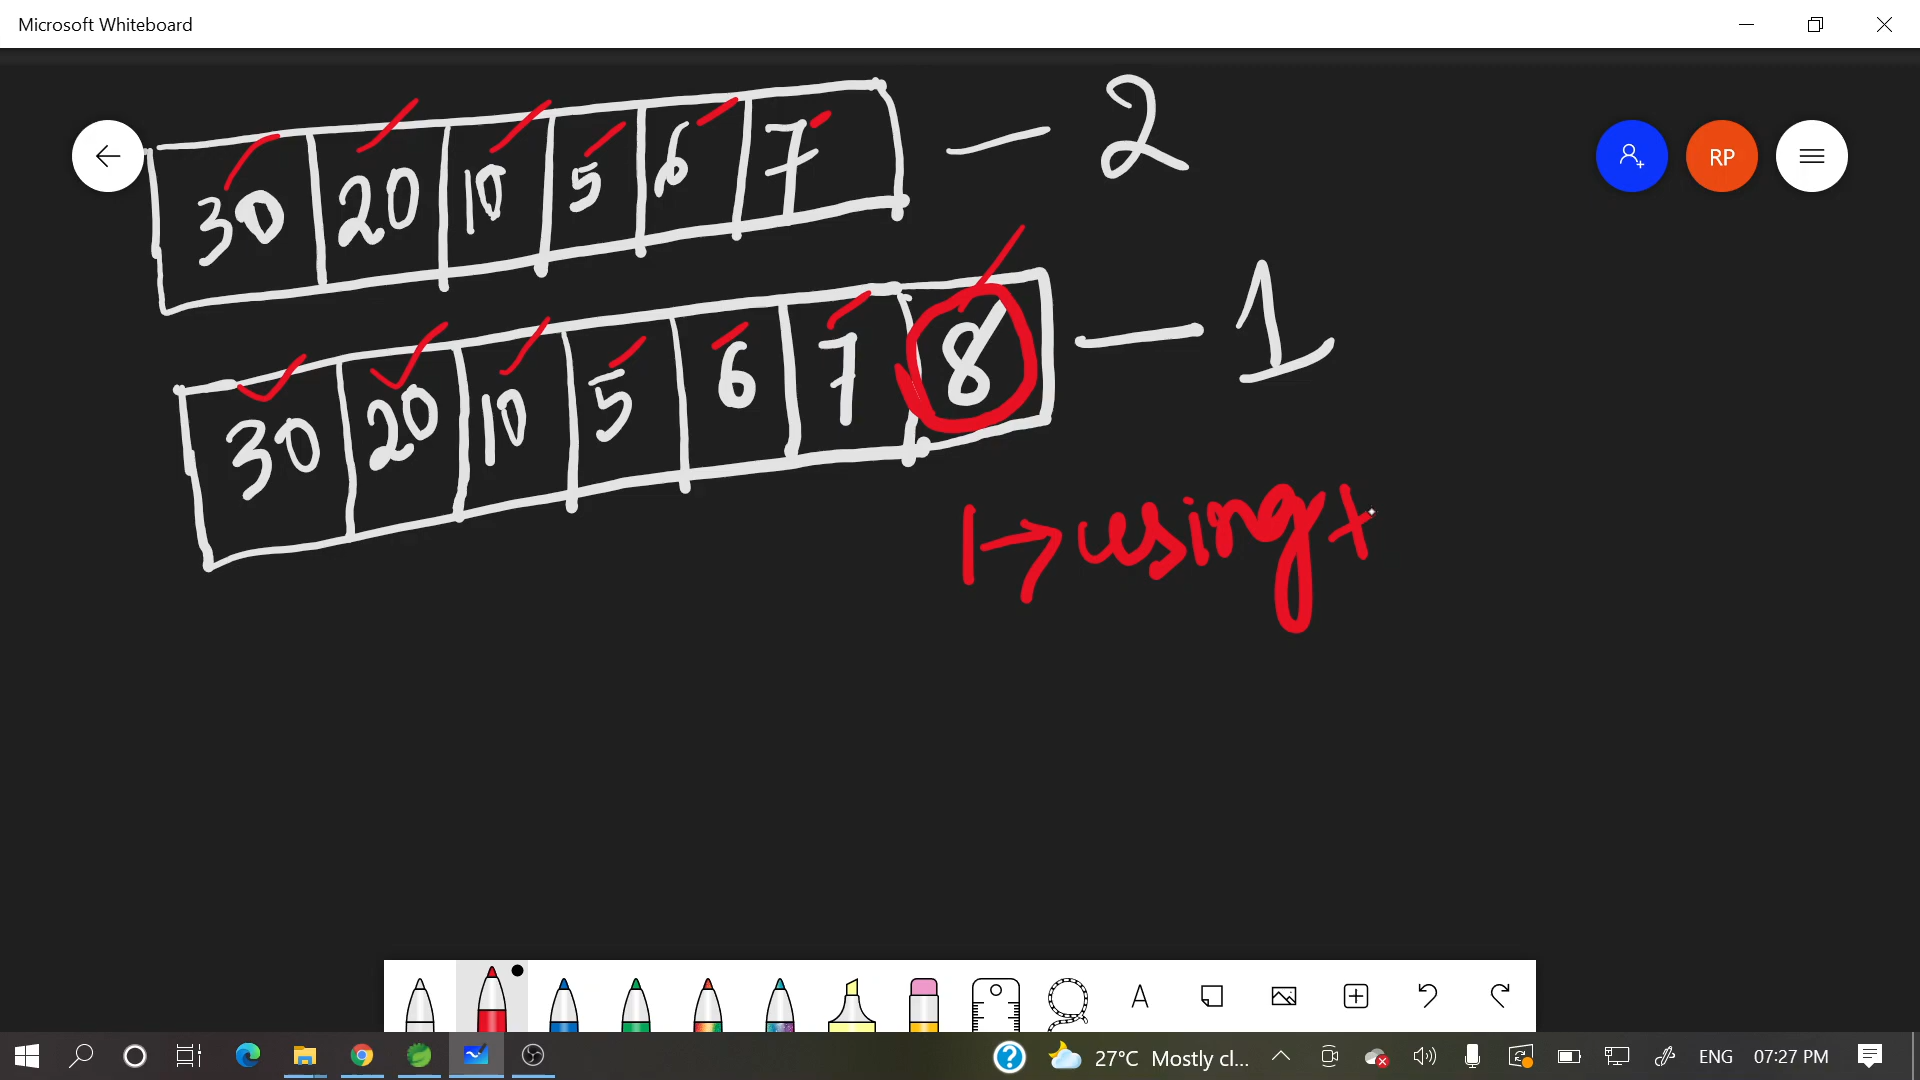 Microsoft Whiteboard
30 20 10 5 6 7 — 2
RP
30 20 10 5 6 7 8 — 1
1→using +
A
27°C Mostly cl... ENG 07:27 PM